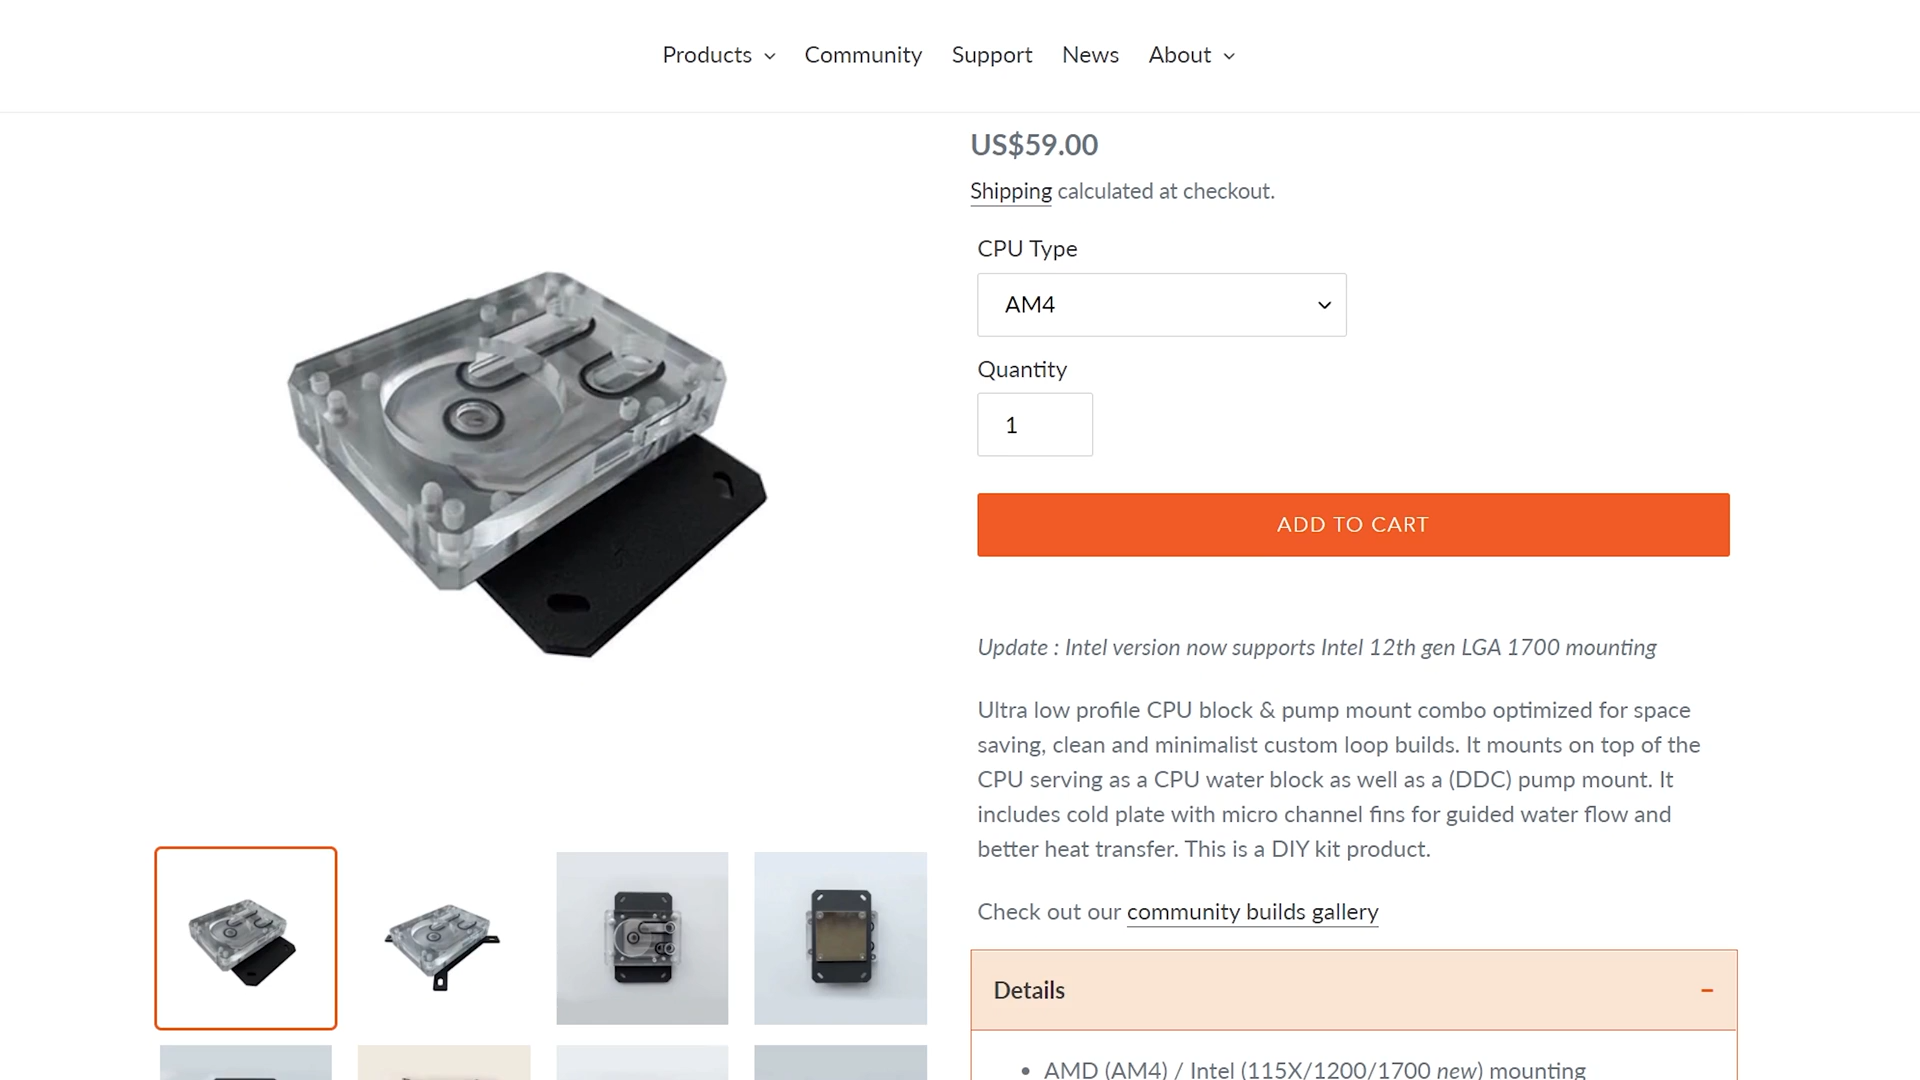 Products
Community
Support
News
About
US$59.00
Shipping calculated at checkout.
CPU Type
AM4
Quantity
1
ADD TO CART
Update : Intel version now supports Intel 12th gen LGA 1700 mounting
Ultra low profile CPU block & pump mount combo optimized for space
saving, clean and minimalist custom loop builds. It mounts on top of the
CPU serving as a CPU water block as well as a (DDC) pump mount. It
includes cold plate with micro channel fins for guided water flow and
better heat transfer. This is a DIY kit product.
Check out our community builds gallery
Details
• AMD (AM4) / Intel (115X/1200/1700 new) mounting